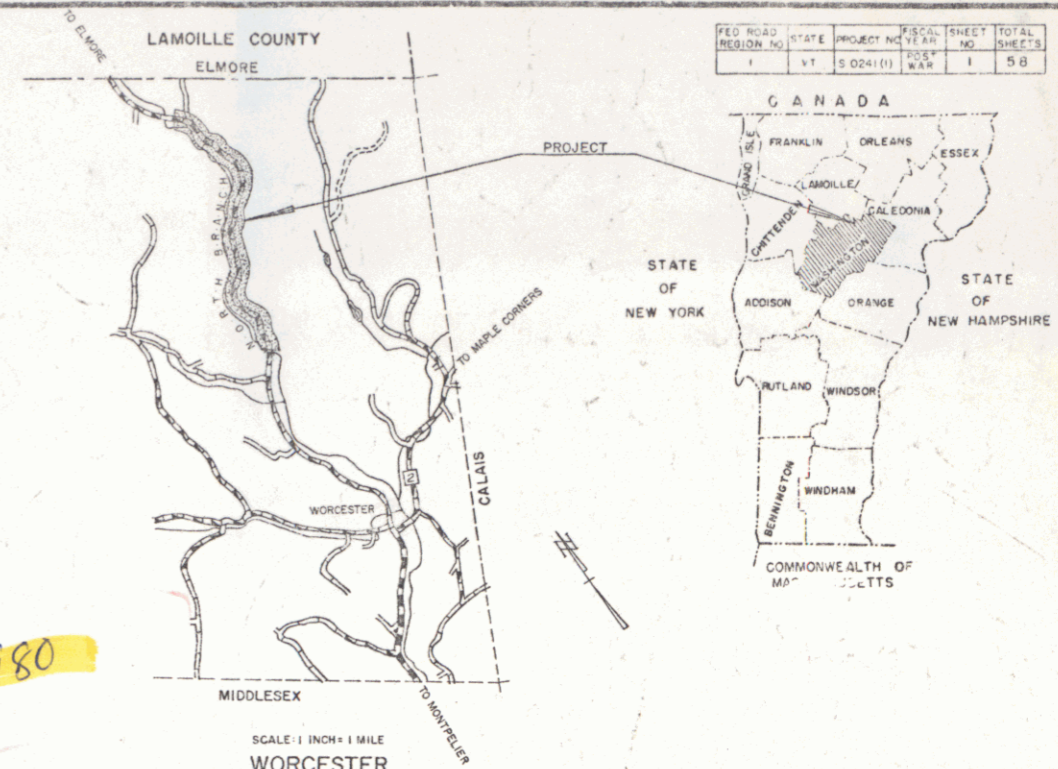 TO ELMORE
LAMOILLE COUNTY
ELMORE
FED ROAD REGION NO
STATE
PROJECT NO
FISCAL YEAR
SHEET NO
TOTAL SHEETS
1
VT
S 0241(1)
POST WAR
1
58
CANADA
PROJECT
GRAND ISLE
FRANKLIN
ORLEANS
ESSEX
LAMOILLE
CALEDONIA
CHITTENDEN
WASHINGTON
STATE
OF
NEW YORK
ADDISON
ORANGE
STATE
OF
NEW HAMPSHIRE
RUTLAND
WINDSOR
BENNINGTON
WINDHAM
COMMONWEALTH OF
NORTH BRANCH
TO MAPLE CORNERS
2
CALAIS
WORCESTER
80
MIDDLESEX
TO MONTPELIER
SCALE: 1 INCH = 1 MILE
WORCESTER